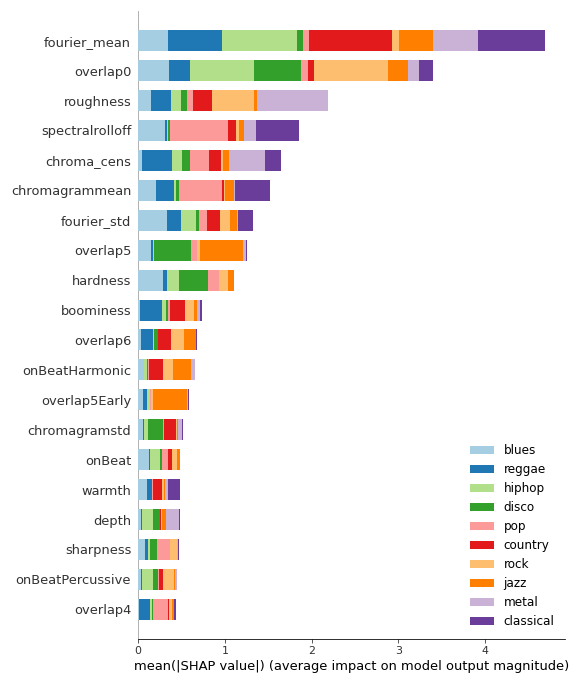 fourier_mean
overlap0
roughness
spectralrolloff
chroma_cens
chromagrammean
fourier_std
overlap5
hardness
boominess
overlap6
onBeatHarmonic
overlap5Early
chromagramstd
onBeat
warmth
depth
sharpness
onBeatPercussive
overlap4
blues
reggae
hiphop
disco
pop
country
rock
jazz
metal
classical
0 1 2 3 4
mean(|SHAP value|) (average impact on model output magnitude)